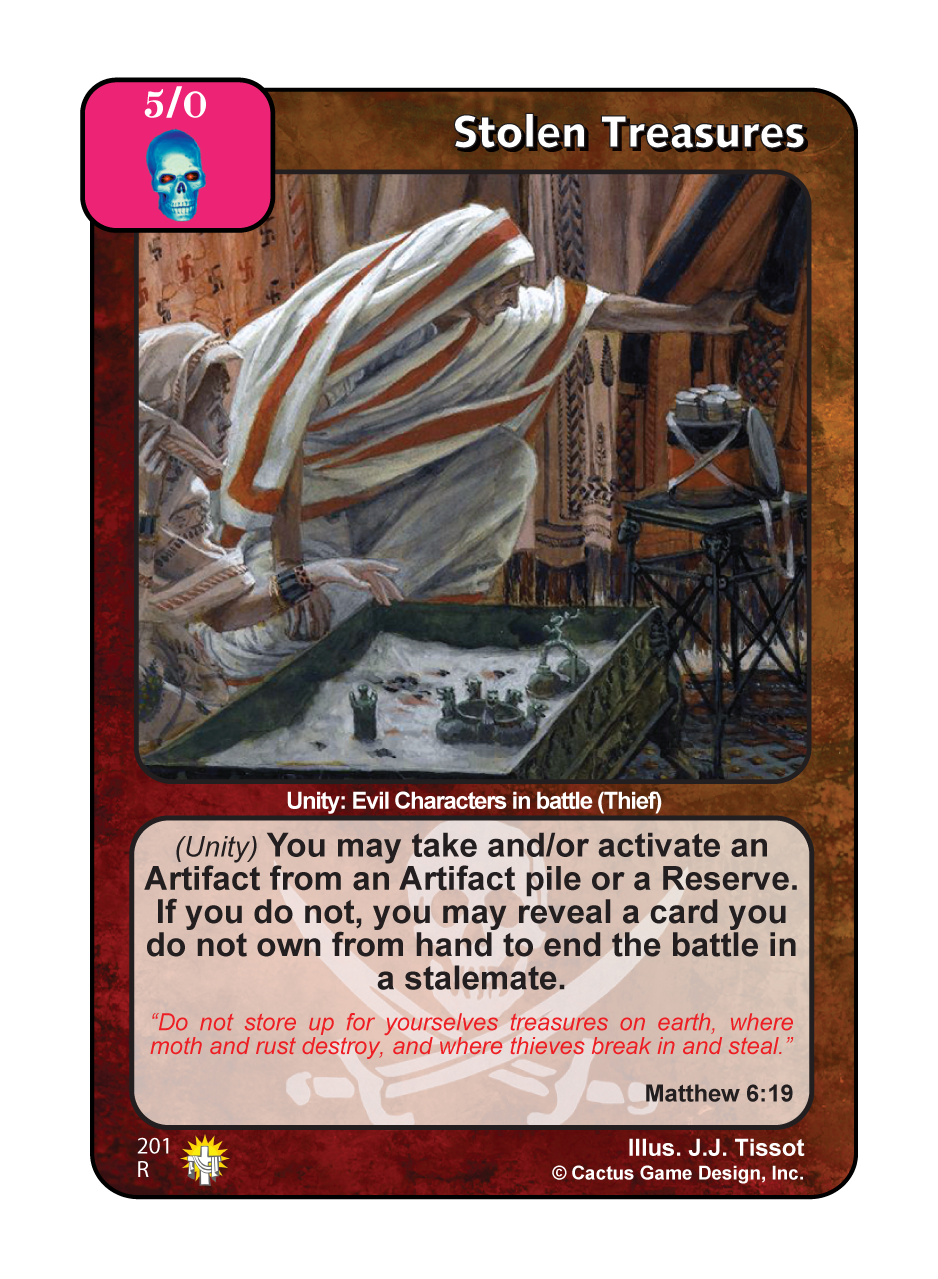 5/0
Stolen Treasures
Unity: Evil Characters in battle (Thief)
(Unity) You may take and/or activate an
Artifact from an Artifact pile or a Reserve.
If you do not, you may reveal a card you
do not own from hand to end the battle in
a stalemate.
“Do not store up for yourselves treasures on earth, where
moth and rust destroy, and where thieves break in and steal.”
Matthew 6:19
201
R
Illus. J.J. Tissot
© Cactus Game Design, Inc.